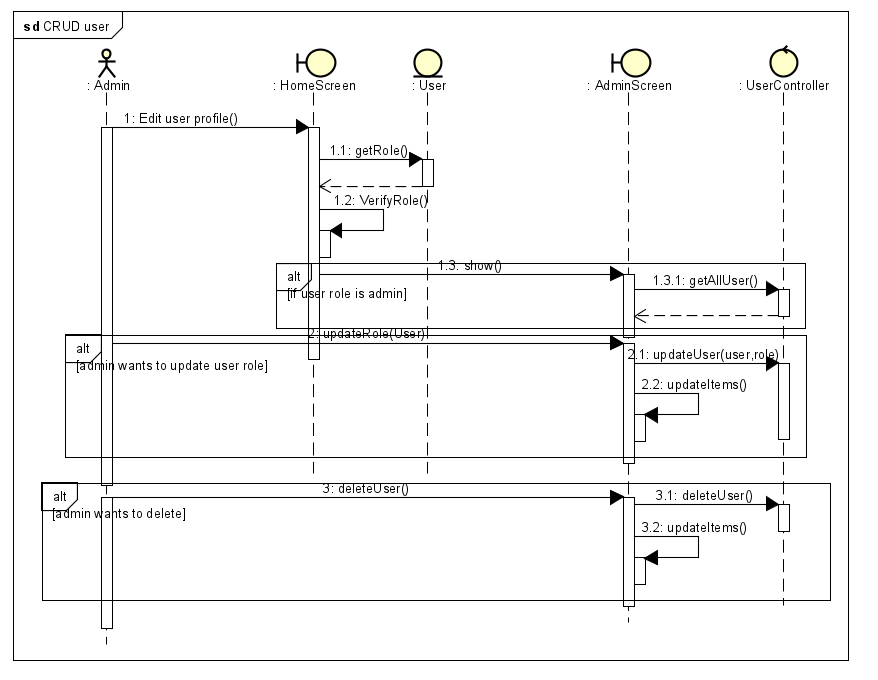 sd CRUD user
: Admin
: HomeScreen
: User
: AdminScreen
: UserController
1: Edit user profile()
1.1: getRole()
1.2: VerifyRole()
1.3: show()
alt
[if user role is admin]
1.3.1: getAllUser()
2: updateRole(User)
alt
[admin wants to update user role]
2.1: updateUser(user,role)
2.2: updateItems()
3: deleteUser()
alt
[admin wants to delete]
3.1: deleteUser()
3.2: updateItems()